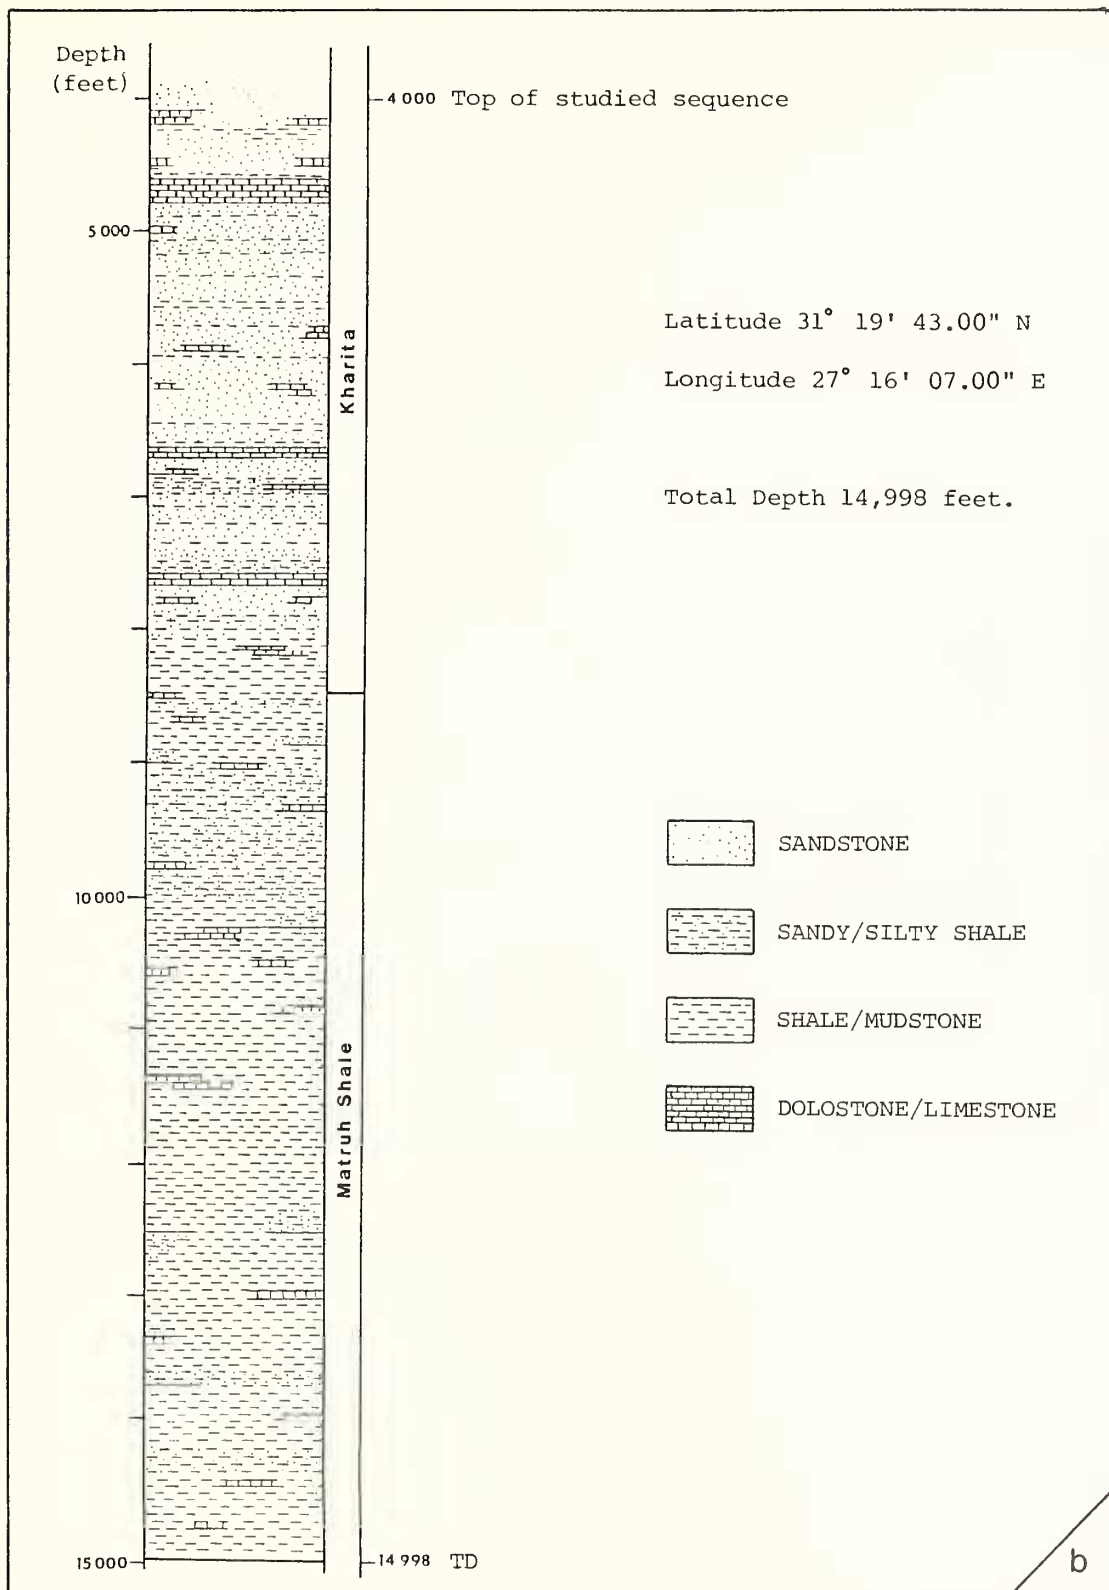 Depth
(feet)
4000 Top of studied sequence
5000
Kharita
Latitude 31° 19' 43.00" N
Longitude 27° 16' 07.00" E
Total Depth 14,998 feet.
SANDSTONE
10000
SANDY/SILTY SHALE
SHALE/MUDSTONE
Matruh Shale
DOLOSTONE/LIMESTONE
15000
14998 TD
b